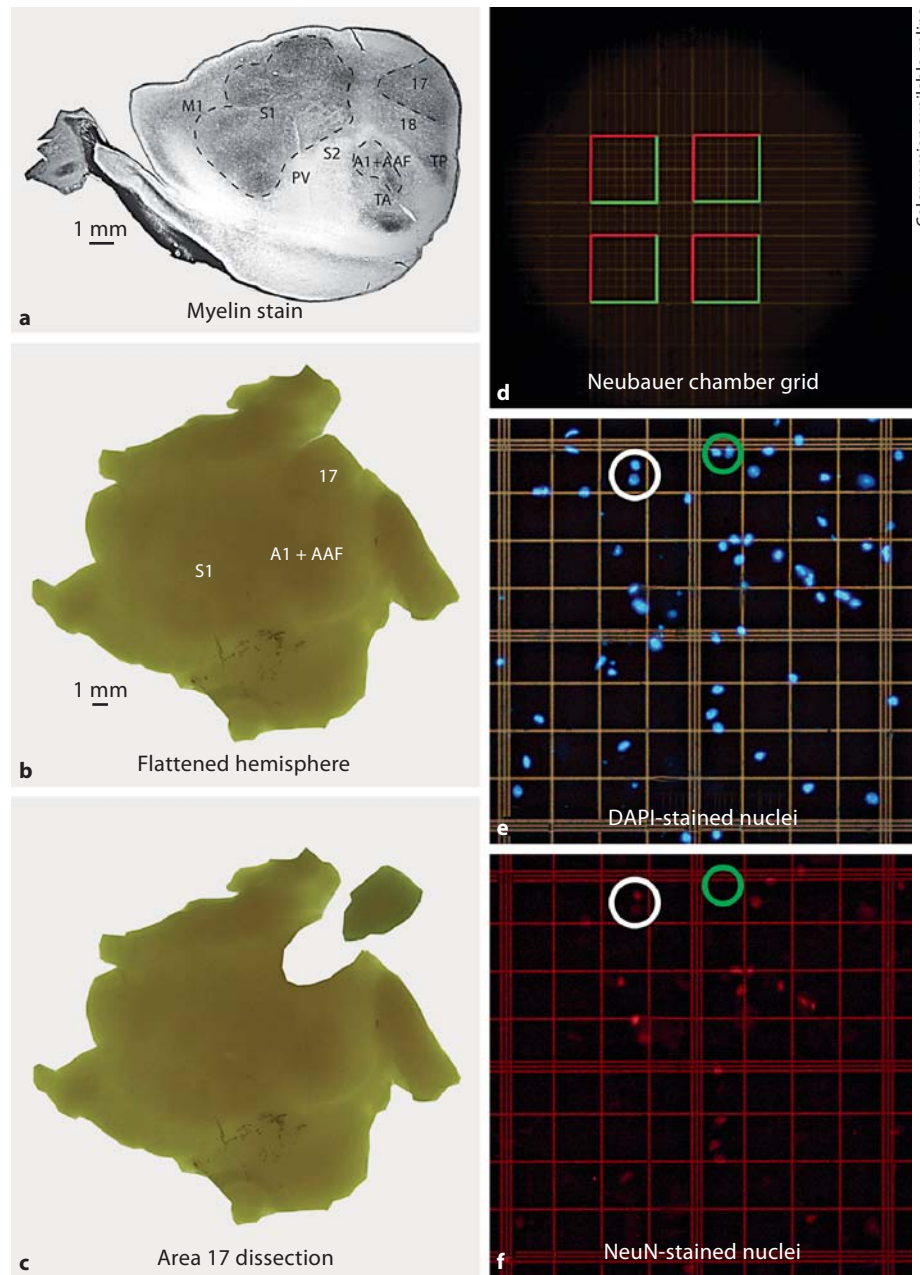 17
M1
S1
18
S2
A1+AAF
TP
PV
TA
1 mm
a
Myelin stain
17
A1 + AAF
S1
1 mm
b
Flattened hemisphere
c
Area 17 dissection
d
Neubauer chamber grid
e
DAPI-stained nuclei
f
NeuN-stained nuclei